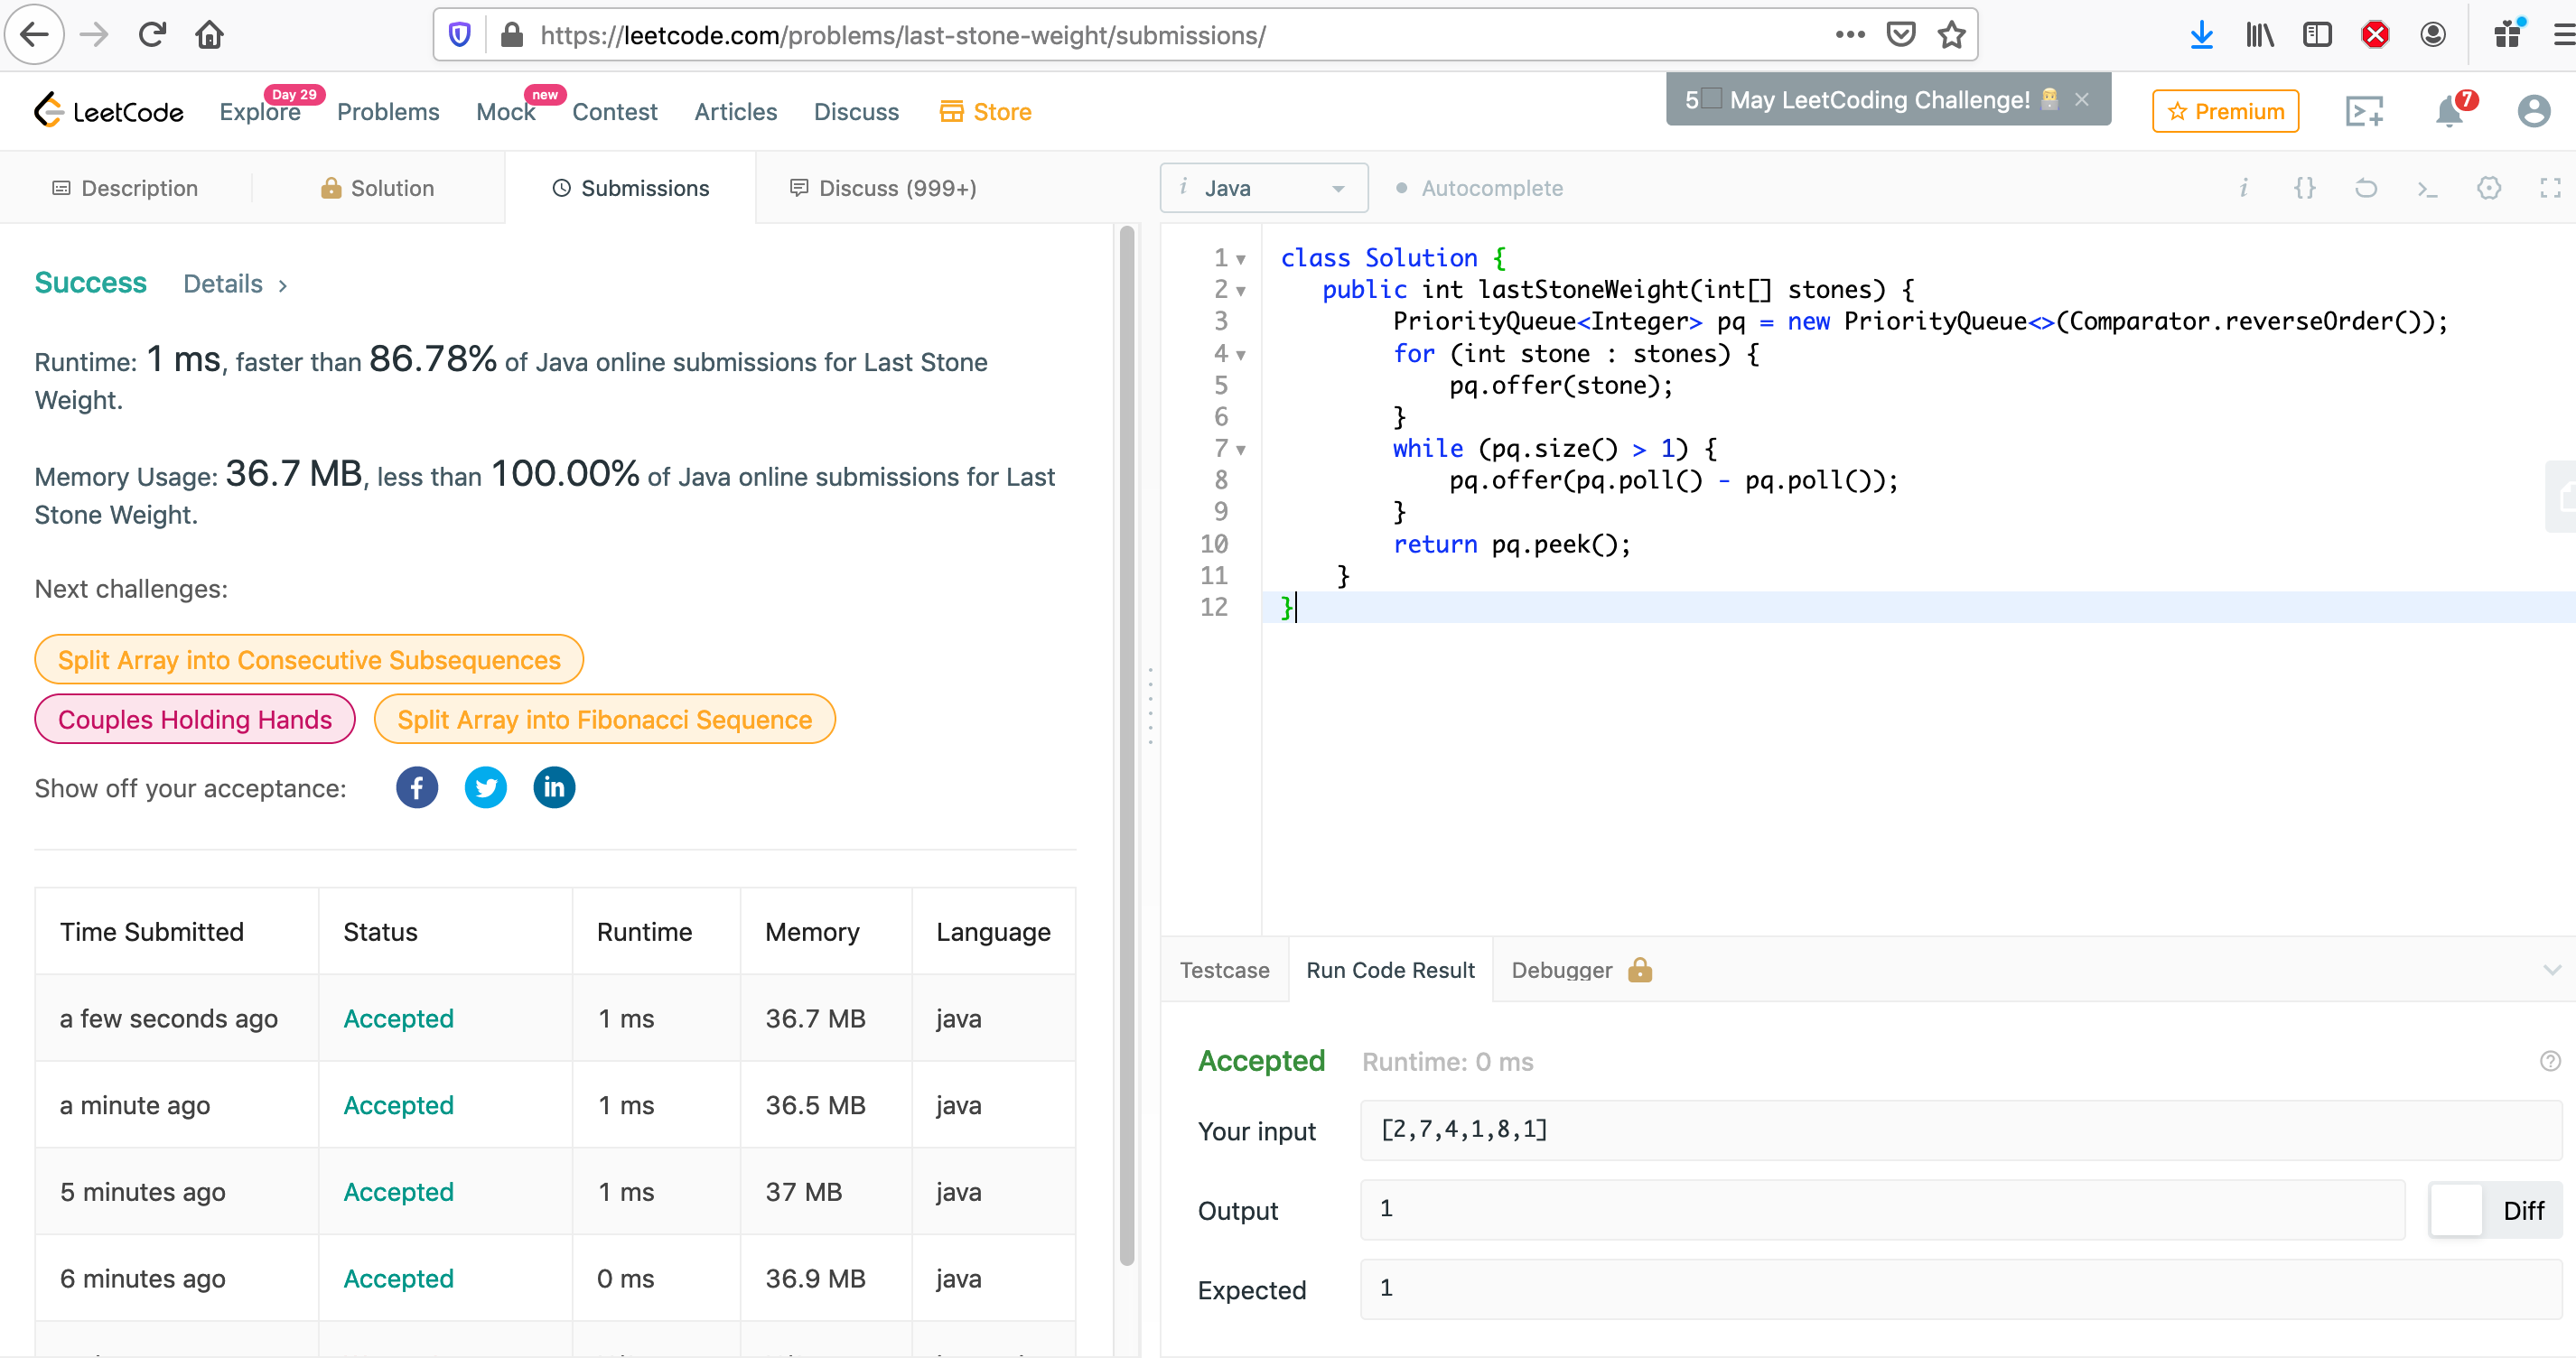 https://leetcode.com/problems/last-stone-weight/submissions/
LeetCode
Explore
Day 29
Problems
Mock
new
Contest
Articles
Discuss
Store
5 May LeetCoding Challenge!
Premium
7
Description
Solution
Submissions
Discuss (999+)
i Java
Autocomplete
Success Details >
Runtime: 1 ms, faster than 86.78% of Java online submissions for Last Stone
Weight.
Memory Usage: 36.7 MB, less than 100.00% of Java online submissions for Last
Stone Weight.
Next challenges:
Split Array into Consecutive Subsequences
Couples Holding Hands
Split Array into Fibonacci Sequence
Show off your acceptance:
Time Submitted Status Runtime Memory Language
a few seconds ago Accepted 1 ms 36.7 MB java
a minute ago Accepted 1 ms 36.5 MB java
5 minutes ago Accepted 1 ms 37 MB java
6 minutes ago Accepted 0 ms 36.9 MB java
1 class Solution {
2 public int lastStoneWeight(int[] stones) {
3 PriorityQueue<Integer> pq = new PriorityQueue<>(Comparator.reverseOrder());
4 for (int stone : stones) {
5 pq.offer(stone);
6 }
7 while (pq.size() > 1) {
8 pq.offer(pq.poll() - pq.poll());
9 }
10 return pq.peek();
11 }
12 }
Testcase
Run Code Result
Debugger
Accepted Runtime: 0 ms
Your input [2,7,4,1,8,1]
Output 1
Diff
Expected 1